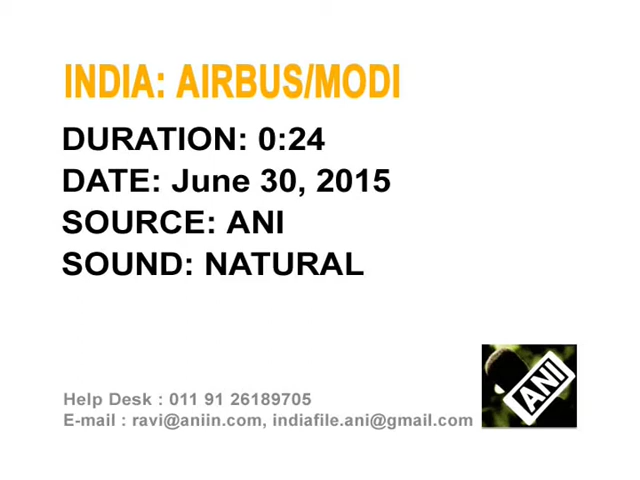 INDIA: AIRBUS/MODI
DURATION: 0:24
DATE: June 30, 2015
SOURCE: ANI
SOUND: NATURAL
Help Desk : 011 91 26189705
E-mail : ravi@aniin.com, indiafile.ani@gmail.com
ANI